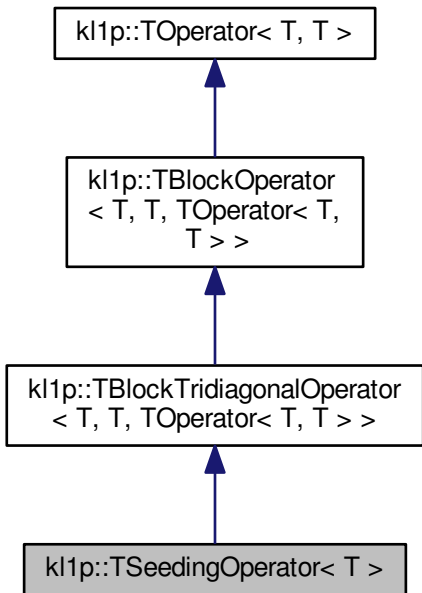 kl1p::TOperator< T, T >
kl1p::TBlockOperator
< T, T, TOperator< T,
T > >
kl1p::TBlockTridiagonalOperator
< T, T, TOperator< T, T > >
kl1p::TSeedingOperator< T >